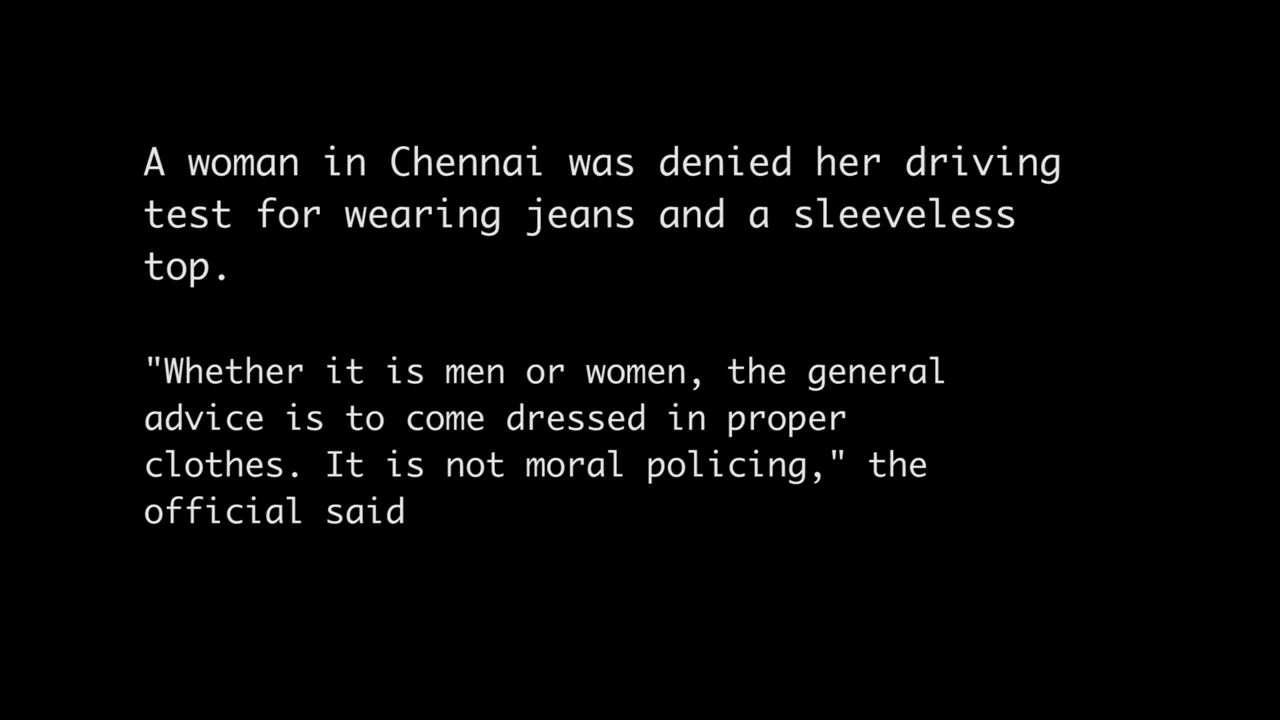 A woman in Chennai was denied her driving
test for wearing jeans and a sleeveless
top.
"Whether it is men or women, the general
advice is to come dressed in proper
clothes. It is not moral policing," the
official said